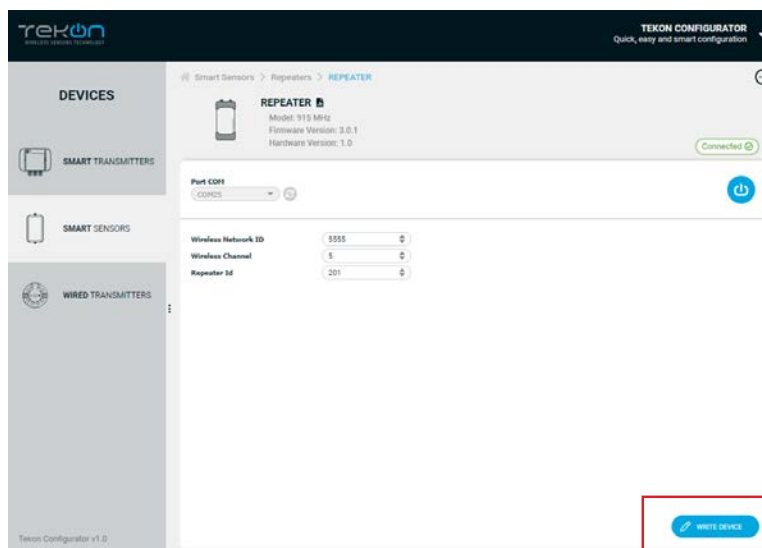 Tekon
WIRELESS SENSING TECHNOLOGY
TEKON CONFIGURATOR
Quick, easy and smart configuration
DEVICES
SMART TRANSMITTERS
SMART SENSORS
WIRED TRANSMITTERS
Tekon Configurator v1.0
Smart Sensors > Repeaters > REPEATER
REPEATER
Model: 915 MHz
Firmware Version: 3.0.1
Hardware Version: 1.0
Connected
Port COM
COM25
Wireless Network ID 5555
Wireless Channel 5
Repeater Id 201
WRITE DEVICE